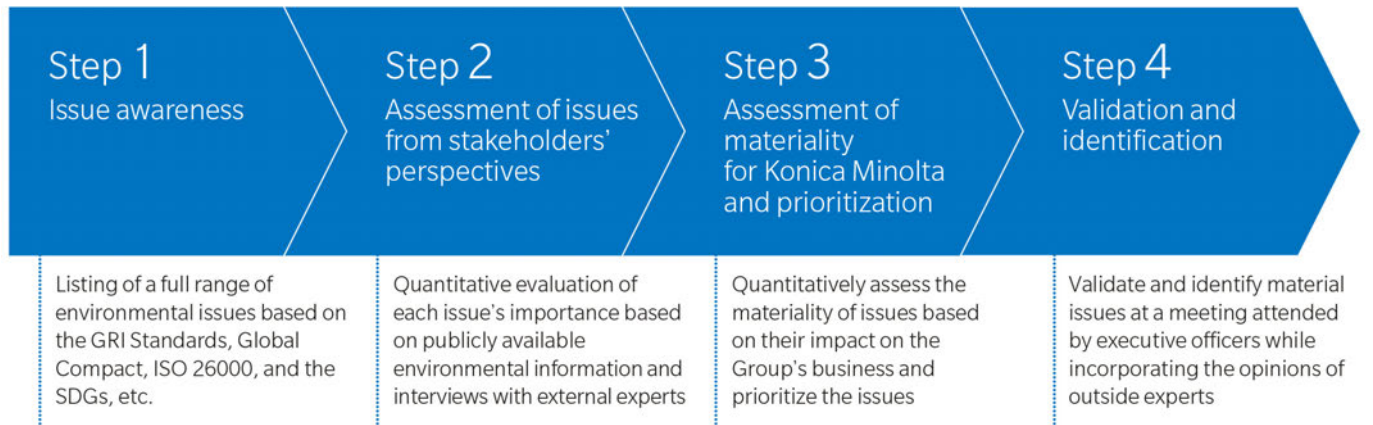 Step 1
Issue awareness
Step 2
Assessment of issues
from stakeholders’
perspectives
Step 3
Assessment of
materiality
for Konica Minolta
and prioritization
Step 4
Validation and
identification
Listing of a full range of
environmental issues based on
the GRI Standards, Global
Compact, ISO 26000, and the
SDGs, etc.
Quantitative evaluation of
each issue's importance based
on publicly available
environmental information and
interviews with external experts
Quantitatively assess the
materiality of issues based
on their impact on the
Group's business and
prioritize the issues
Validate and identify material
issues at a meeting attended
by executive officers while
incorporating the opinions of
outside experts